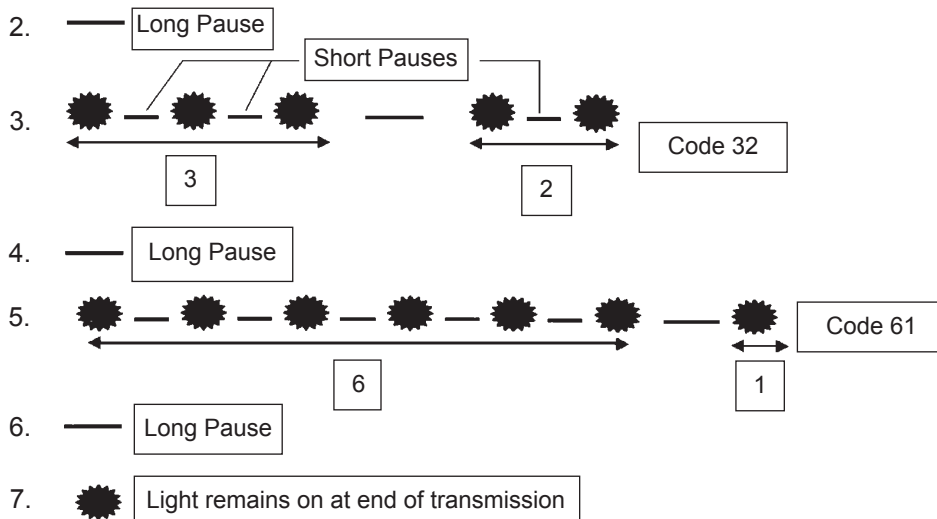 2. Long Pause
Short Pauses
3. Code 32
3 2
4. Long Pause
5. Code 61
6 1
6. Long Pause
7. Light remains on at end of transmission